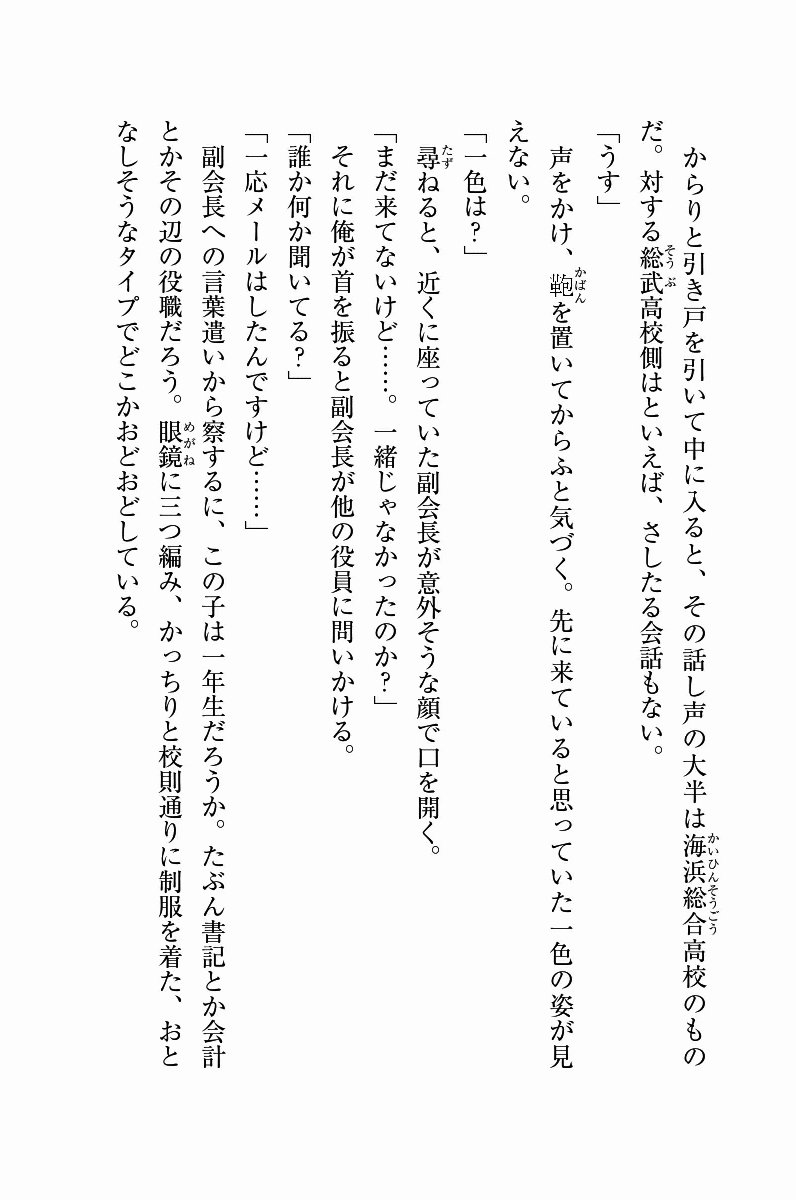 からりと引き戸を引いて中に入ると、その話し声の大半は海浜総合高校のもの
だ。対する総武高校側はといえば、さしたる会話もない。
「うす」
声をかけ、鞄を置いてからふと気づく。先に来ていると思っていた一色の姿が見
えない。
「一色は？」
尋ねると、近くに座っていた副会長が意外そうな顔で口を開く。
「まだ来てないけど……。一緒じゃなかったのか？」
それに俺が首を振ると副会長が他の役員に問いかける。
「誰か何か聞いてる？」
「一応メールはしたんですけど……」
副会長への言葉遣いから察するに、この子は一年生だろうか。たぶん書記とか会計
とかその辺の役職だろう。眼鏡に三つ編み、かっちりと校則通りに制服を着た、おと
なしそうなタイプでどこかおどおどしている。